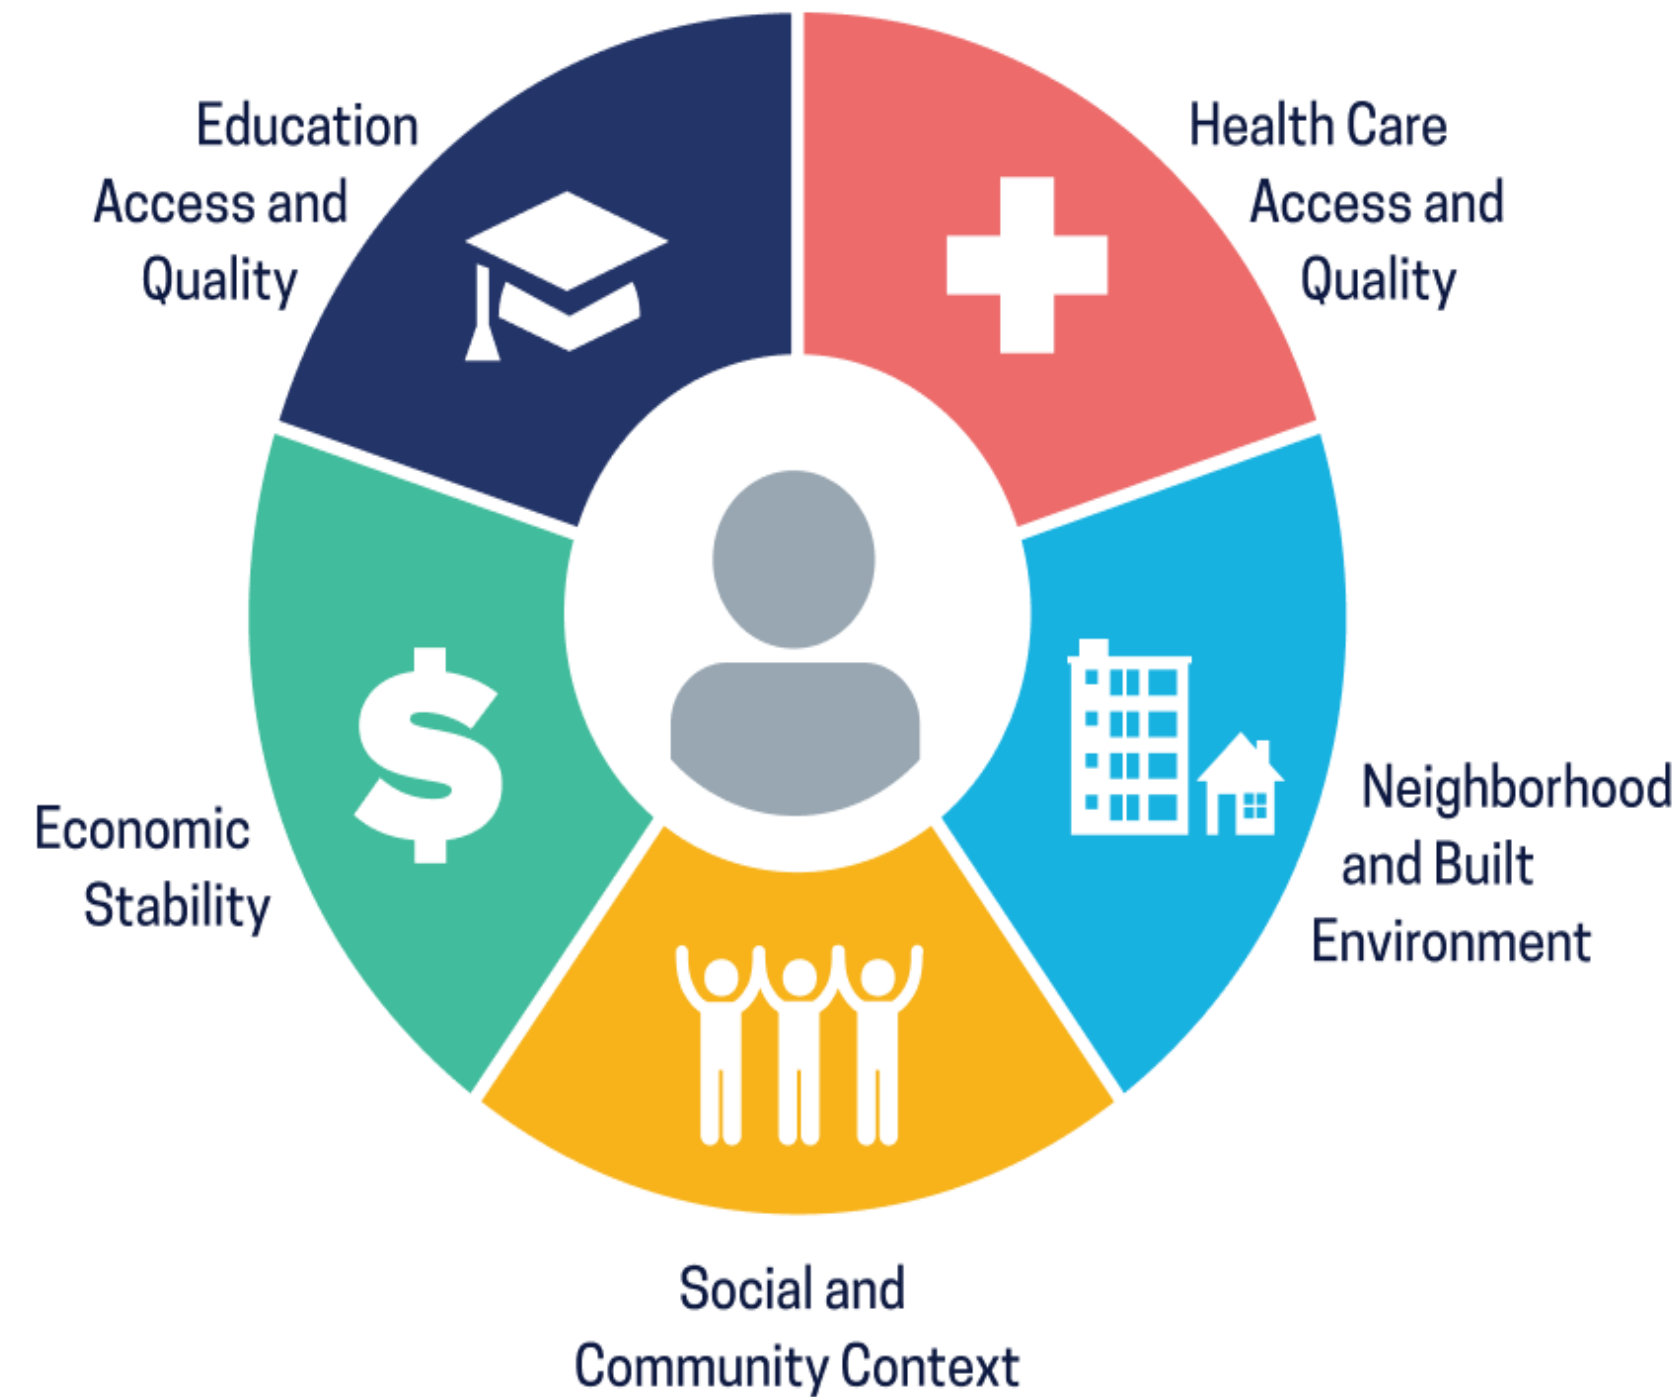 Education
Access and
Quality
Health Care
Access and
Quality
Economic
Stability
Neighborhood
and Built
Environment
Social and
Community Context